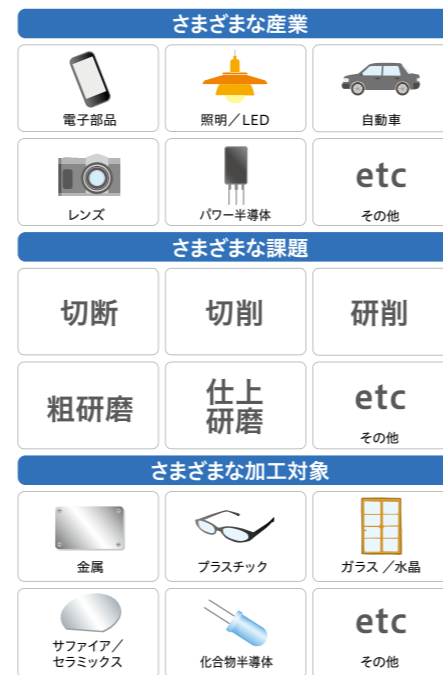 さまざまな産業
電子部品
照明／LED
自動車
レンズ
パワー半導体
etc
その他
さまざまな課題
切断
切削
研削
粗研磨
仕上
研磨
etc
その他
さまざまな加工対象
金属
プラスチック
ガラス／水晶
サファイア／
セラミックス
化合物半導体
etc
その他